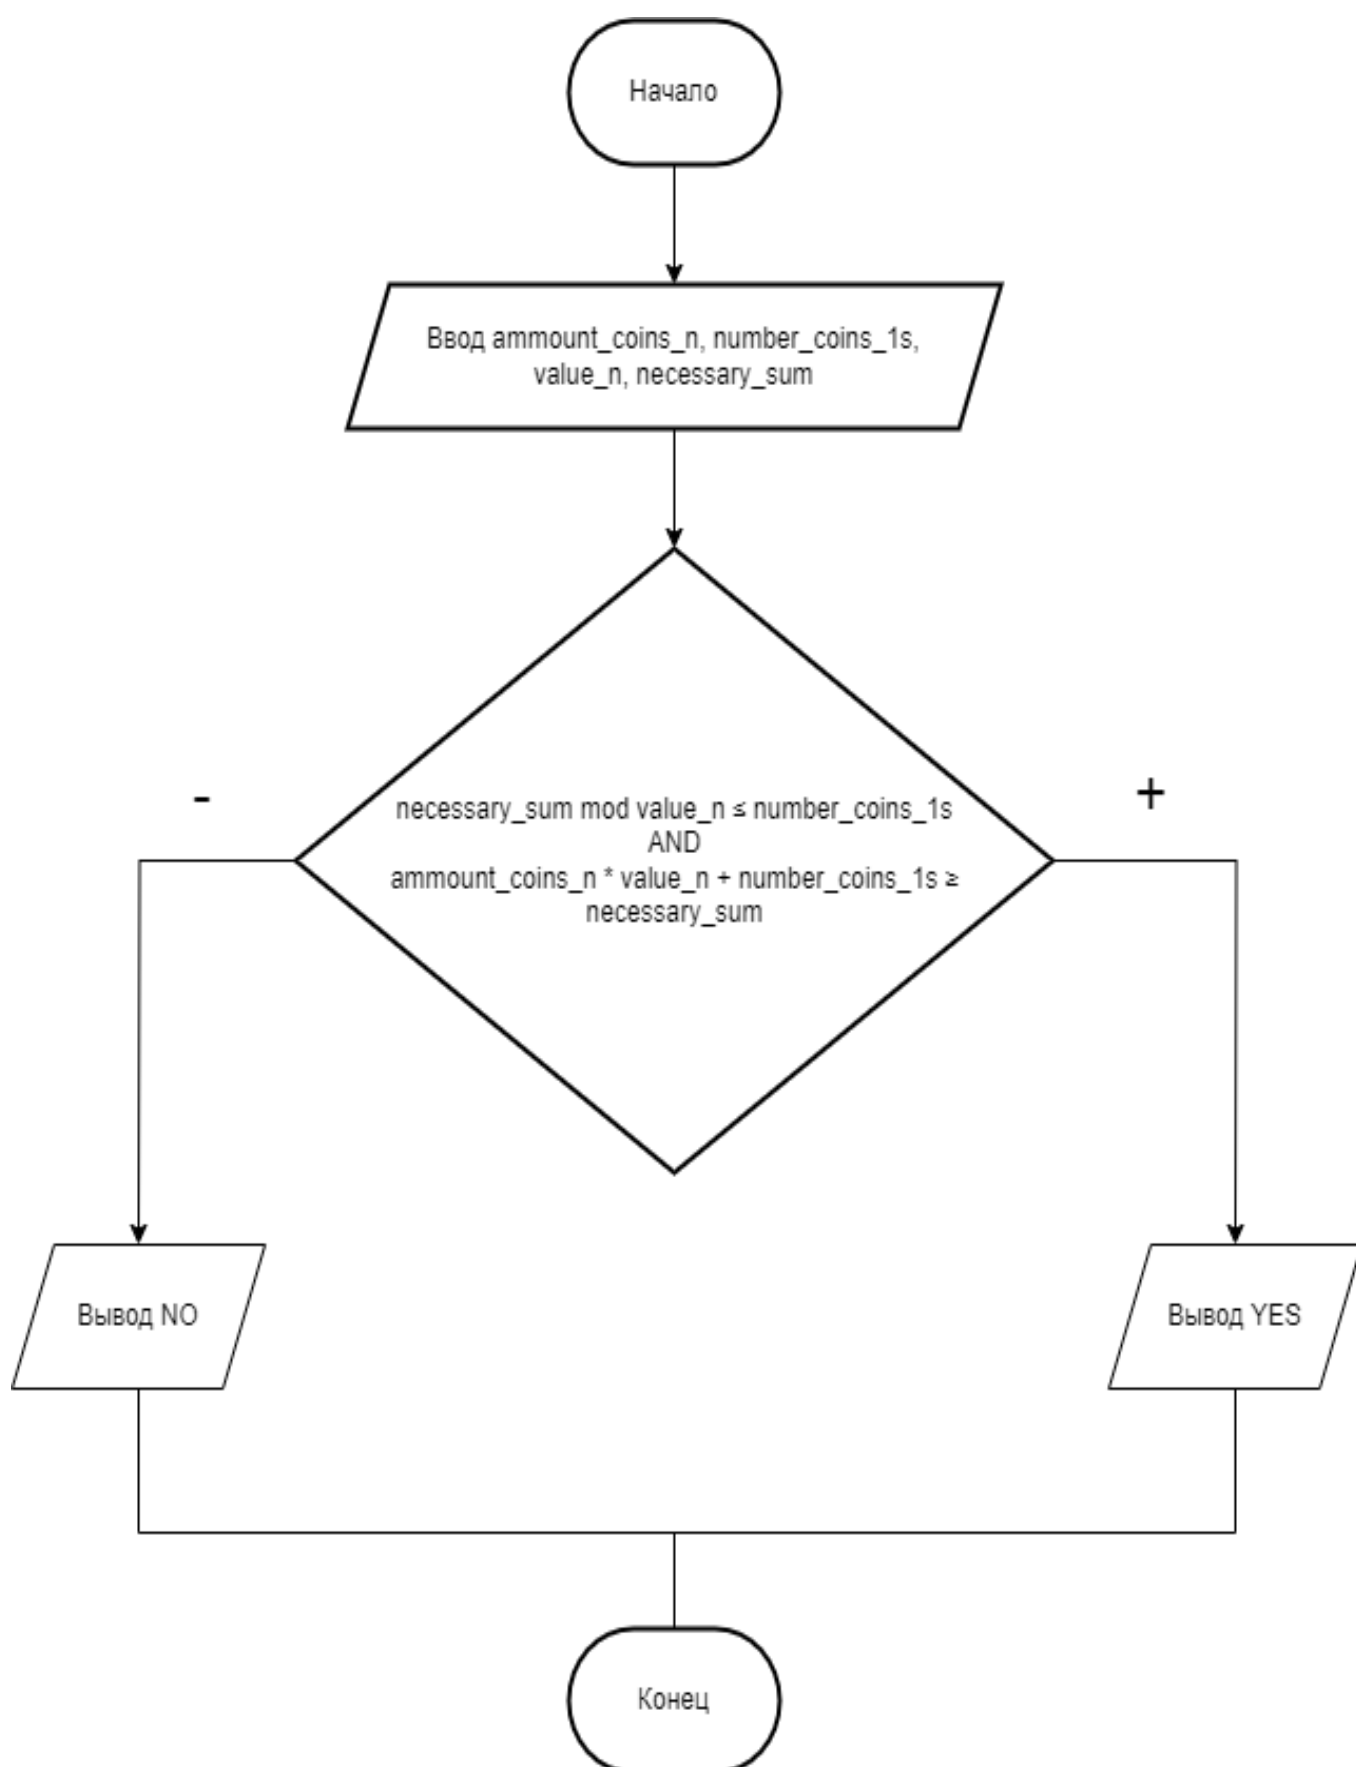 Начало
Ввод ammount_coins_n, number_coins_1s,
value_n, necessary_sum
-
+
necessary_sum mod value_n ≤ number_coins_1s
AND
ammount_coins_n * value_n + number_coins_1s ≥
necessary_sum
Вывод NO
Вывод YES
Конец